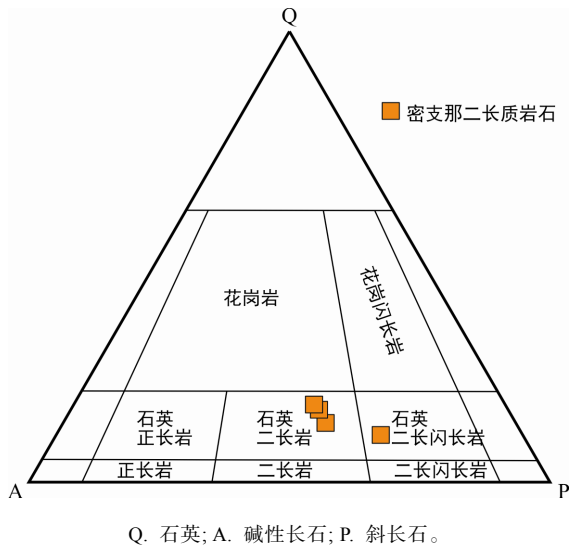 Q
密支那二长质岩石
花岗岩
花岗闪长岩
石英
正长岩
石英
二长岩
石英
二长闪长岩
正长岩
二长岩
二长闪长岩
A
P
Q. 石英; A. 碱性长石; P. 斜长石。